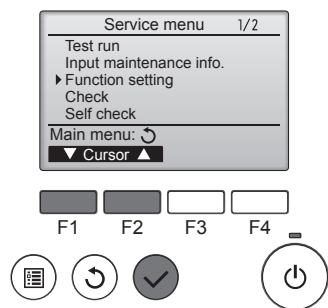 Service menu 1/2
Test run
Input maintenance info.
Function setting
Check
Self check
Main menu:
Cursor
F1 F2 F3 F4